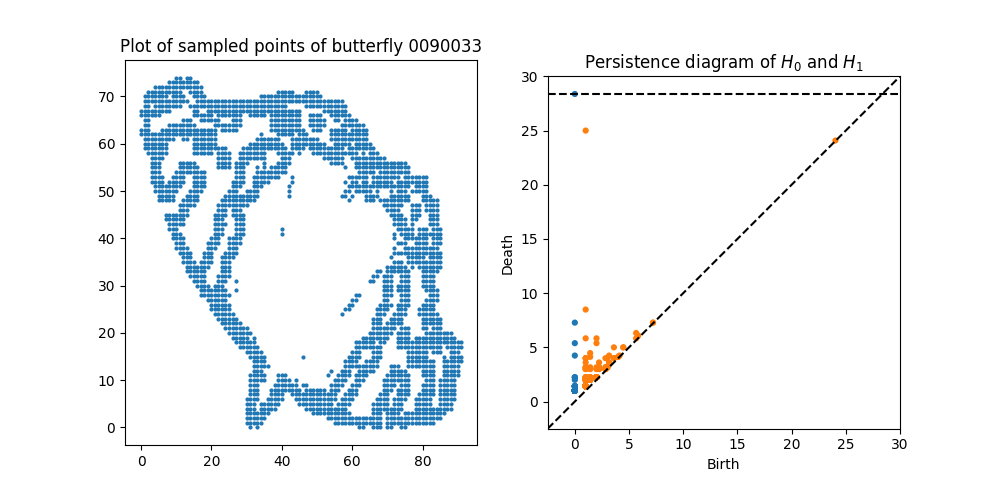 Plot of sampled points of butterfly 0090033
70
60
50
40
30
20
10
0
0 20 40 60 80
Persistence diagram of H₀ and H₁
Death
30
25
20
15
10
5
0
0 5 10 15 20 25 30
Birth